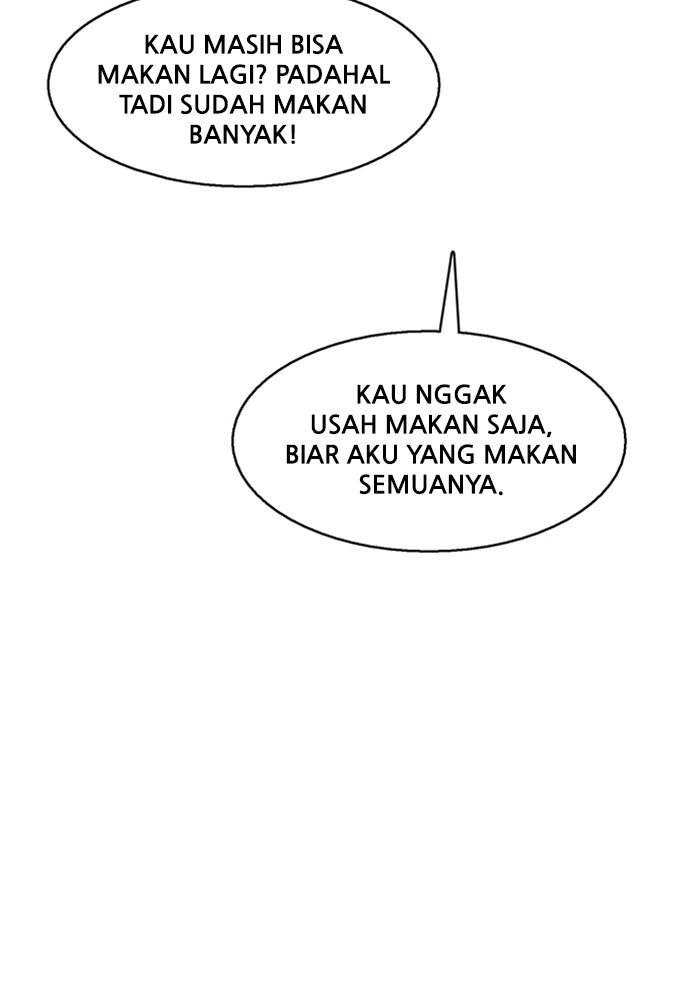 KAU MASIH BISA
MAKAN LAGI? PADAHAL
TADI SUDAH MAKAN
BANYAK!
KAU NGGAK
USAH MAKAN SAJA,
BIAR AKU YANG MAKAN
SEMUANYA.